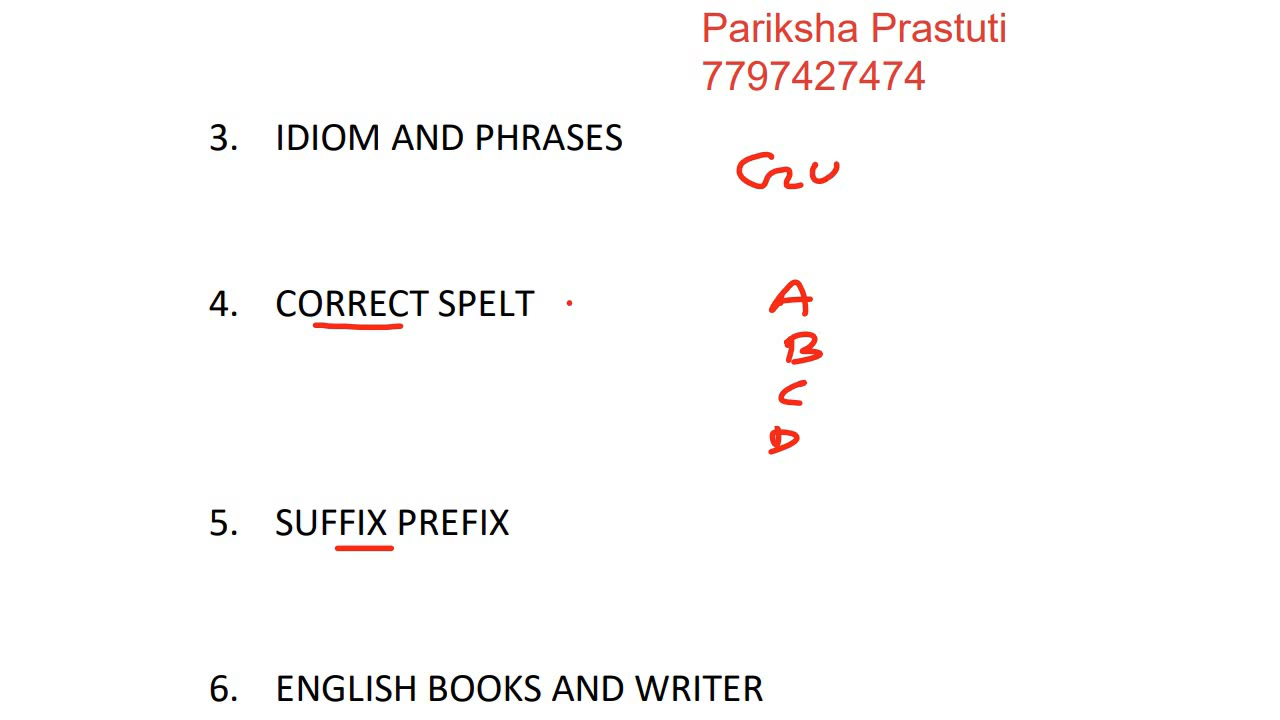 Pariksha Prastuti
7797427474
3. IDIOM AND PHRASES
4. CORRECT SPELT
A
B
C
D
5. SUFFIX PREFIX
6. ENGLISH BOOKS AND WRITER